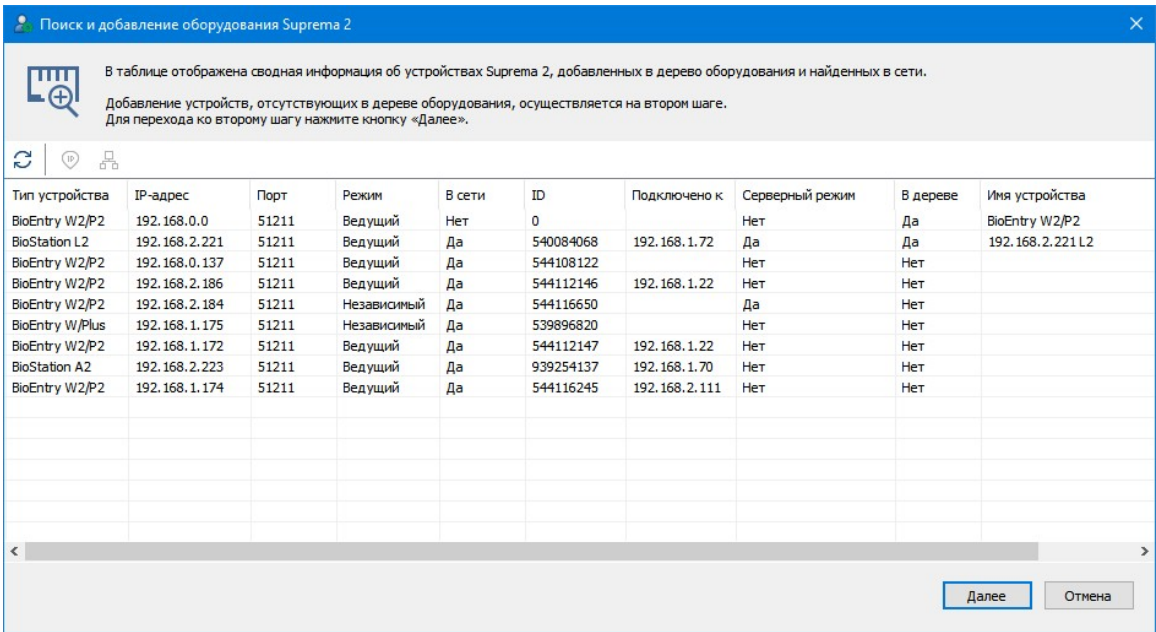 Поиск и добавление оборудования Suprema 2
В таблице отображена сводная информация об устройствах Suprema 2, добавленных в дерево оборудования и найденных в сети.
Добавление устройств, отсутствующих в дереве оборудования, осуществляется на втором шаге.
Для перехода ко второму шагу нажмите кнопку «Далее».
IP
Тип устройства IP-адрес Порт Режим В сети ID Подключено к Серверный режим В дереве Имя устройства
BioEntry W2/P2 192.168.0.0 51211 Ведущий Нет 0 Нет Да BioEntry W2/P2
BioStation L2 192.168.2.221 51211 Ведущий Да 540084068 192.168.1.72 Да Да 192.168.2.221 L2
BioEntry W2/P2 192.168.0.137 51211 Ведущий Да 544108122 Нет Нет
BioEntry W2/P2 192.168.2.186 51211 Ведущий Да 544112146 192.168.1.22 Нет Нет
BioEntry W2/P2 192.168.2.184 51211 Независимый Да 544116650 Да Нет
BioEntry W/Plus 192.168.1.175 51211 Независимый Да 539896820 Нет Нет
BioEntry W2/P2 192.168.1.172 51211 Ведущий Да 544112147 192.168.1.22 Нет Нет
BioStation A2 192.168.2.223 51211 Ведущий Да 939254137 192.168.1.70 Нет Нет
BioEntry W2/P2 192.168.1.174 51211 Ведущий Да 544116245 192.168.2.111 Нет Нет
Далее Отмена